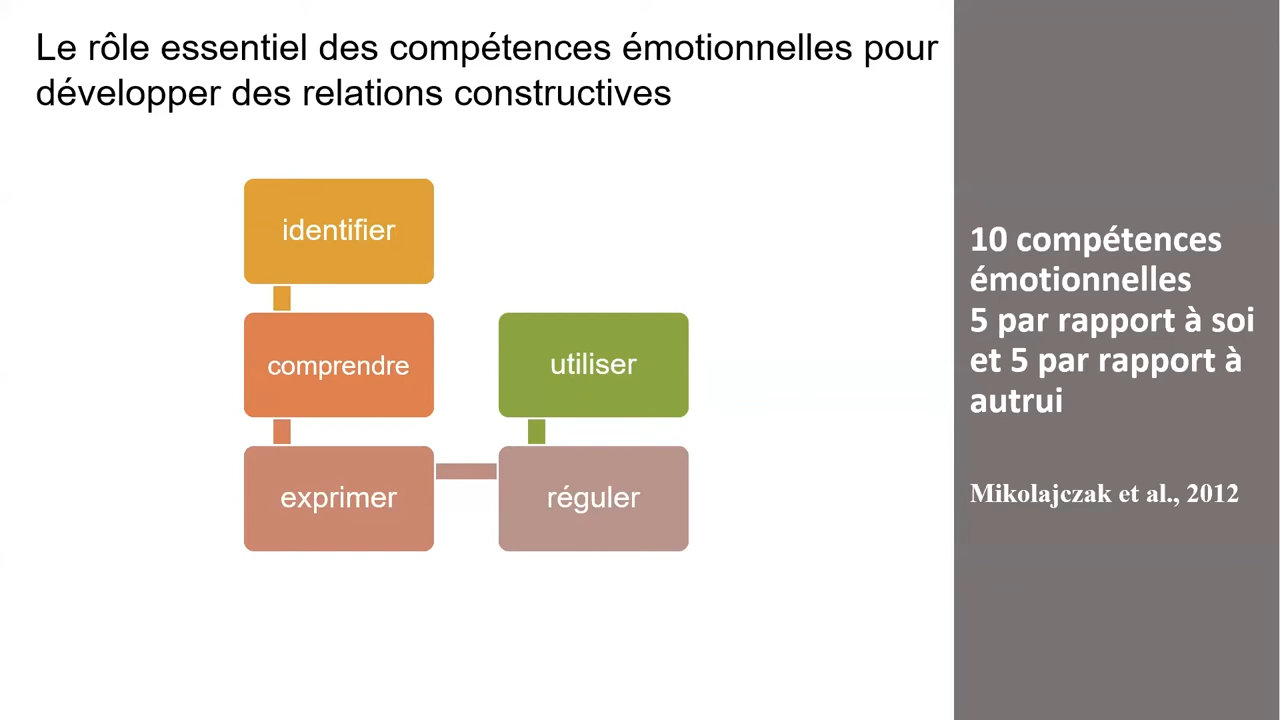 Le rôle essentiel des compétences émotionnelles pour
développer des relations constructives
identifier
comprendre
exprimer
réguler
utiliser
10 compétences
émotionnelles
5 par rapport à soi
et 5 par rapport à
autrui
Mikolajczak et al., 2012